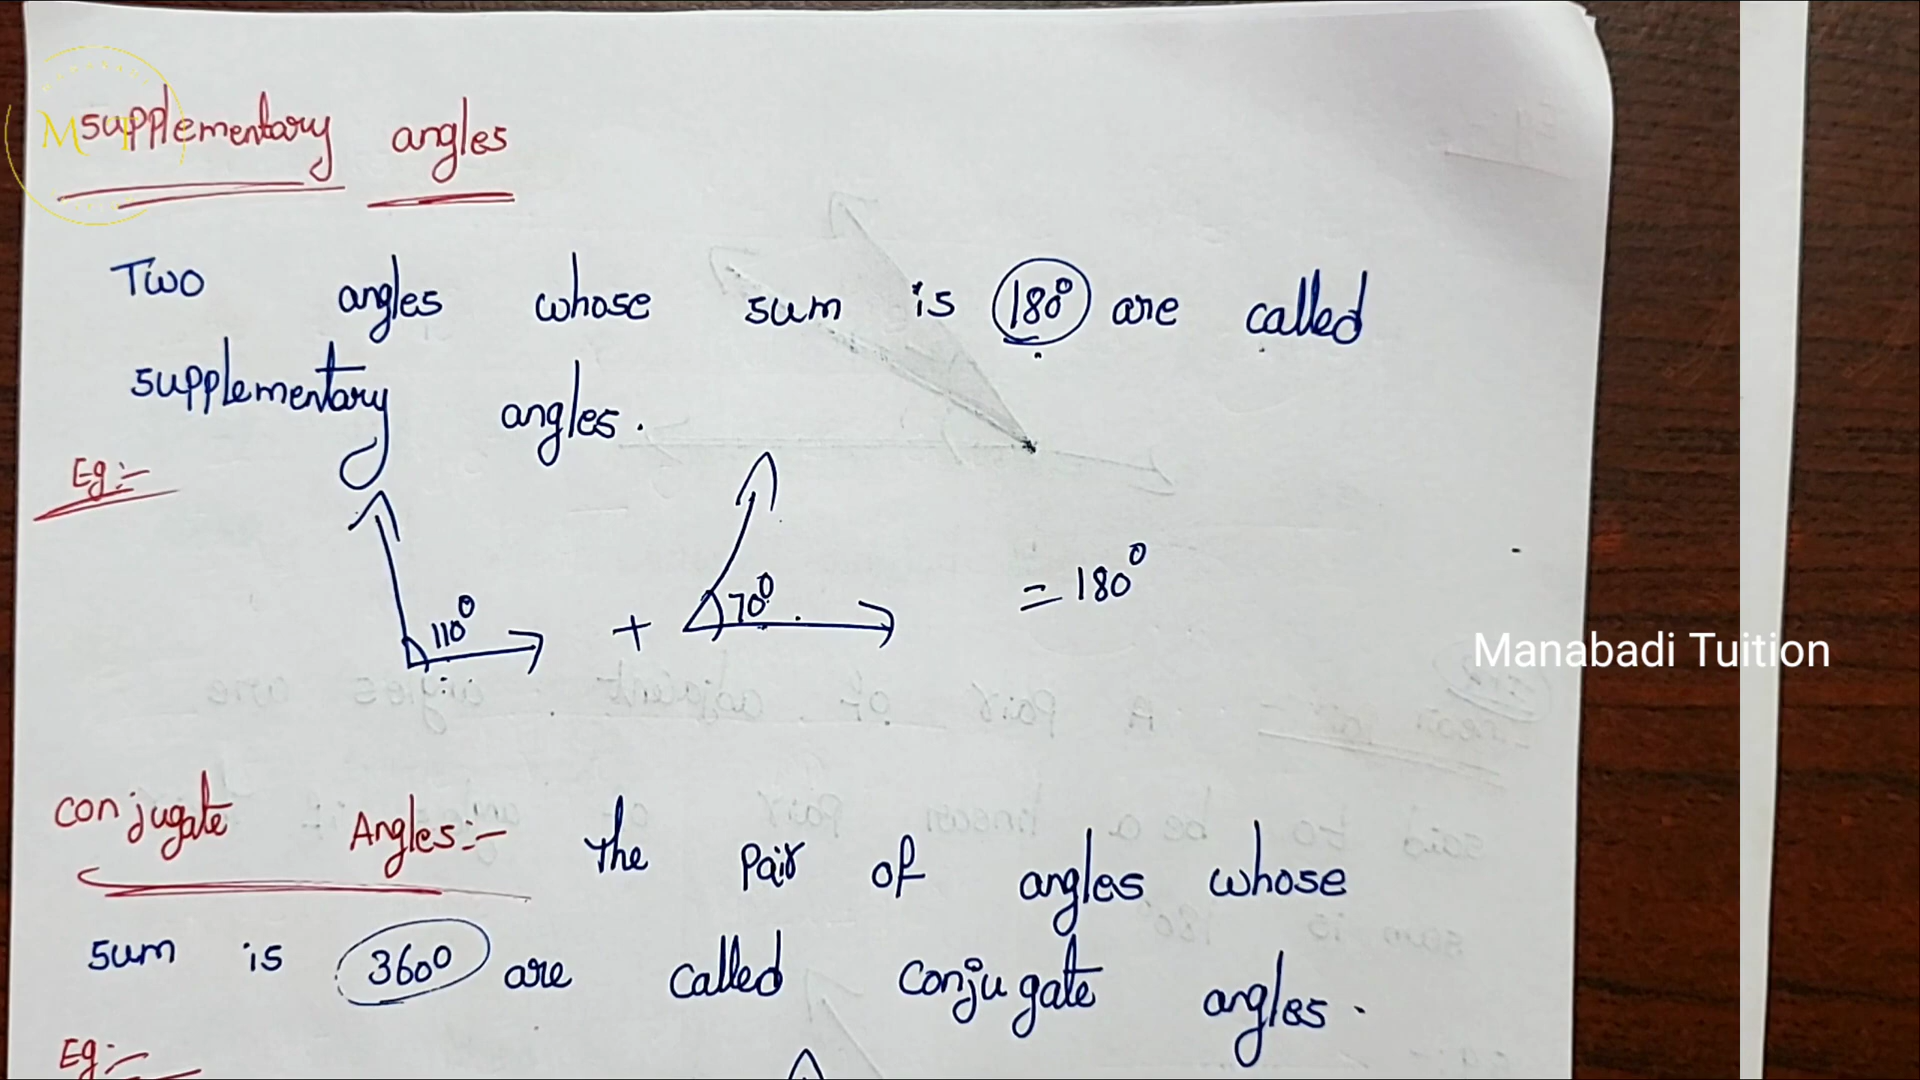 supplementary angles
Two angles whose sum is 180° are called
supplementary angles.
Eg:-
110° + 70° = 180°
Manabadi Tuition
conjugate Angles:- The Pair of angles whose
sum is 360° are called conjugate angles.
Eg:-